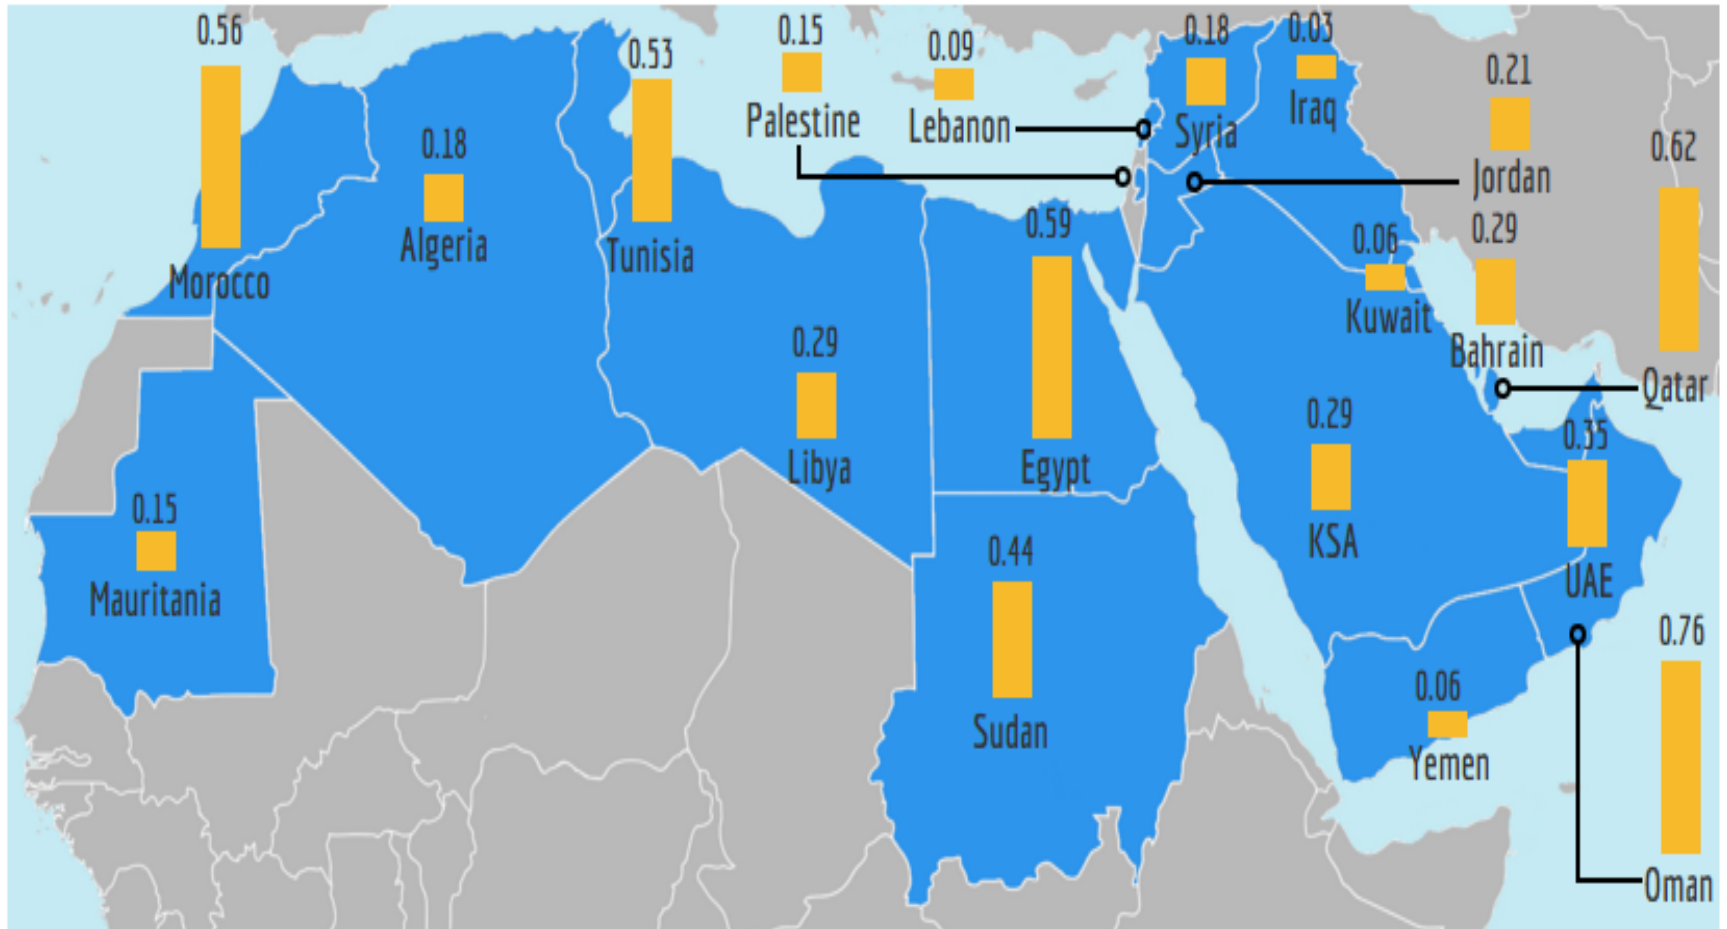 0.56
Morocco
0.18
Algeria
0.53
Tunisia
0.15
Palestine
0.09
Lebanon
0.18
Syria
0.03
Iraq
0.21
Jordan
0.62
Qatar
0.29
Bahrain
0.06
Kuwait
0.59
Egypt
0.29
Libya
0.29
KSA
0.35
UAE
0.15
Mauritania
0.44
Sudan
0.06
Yemen
0.76
Oman